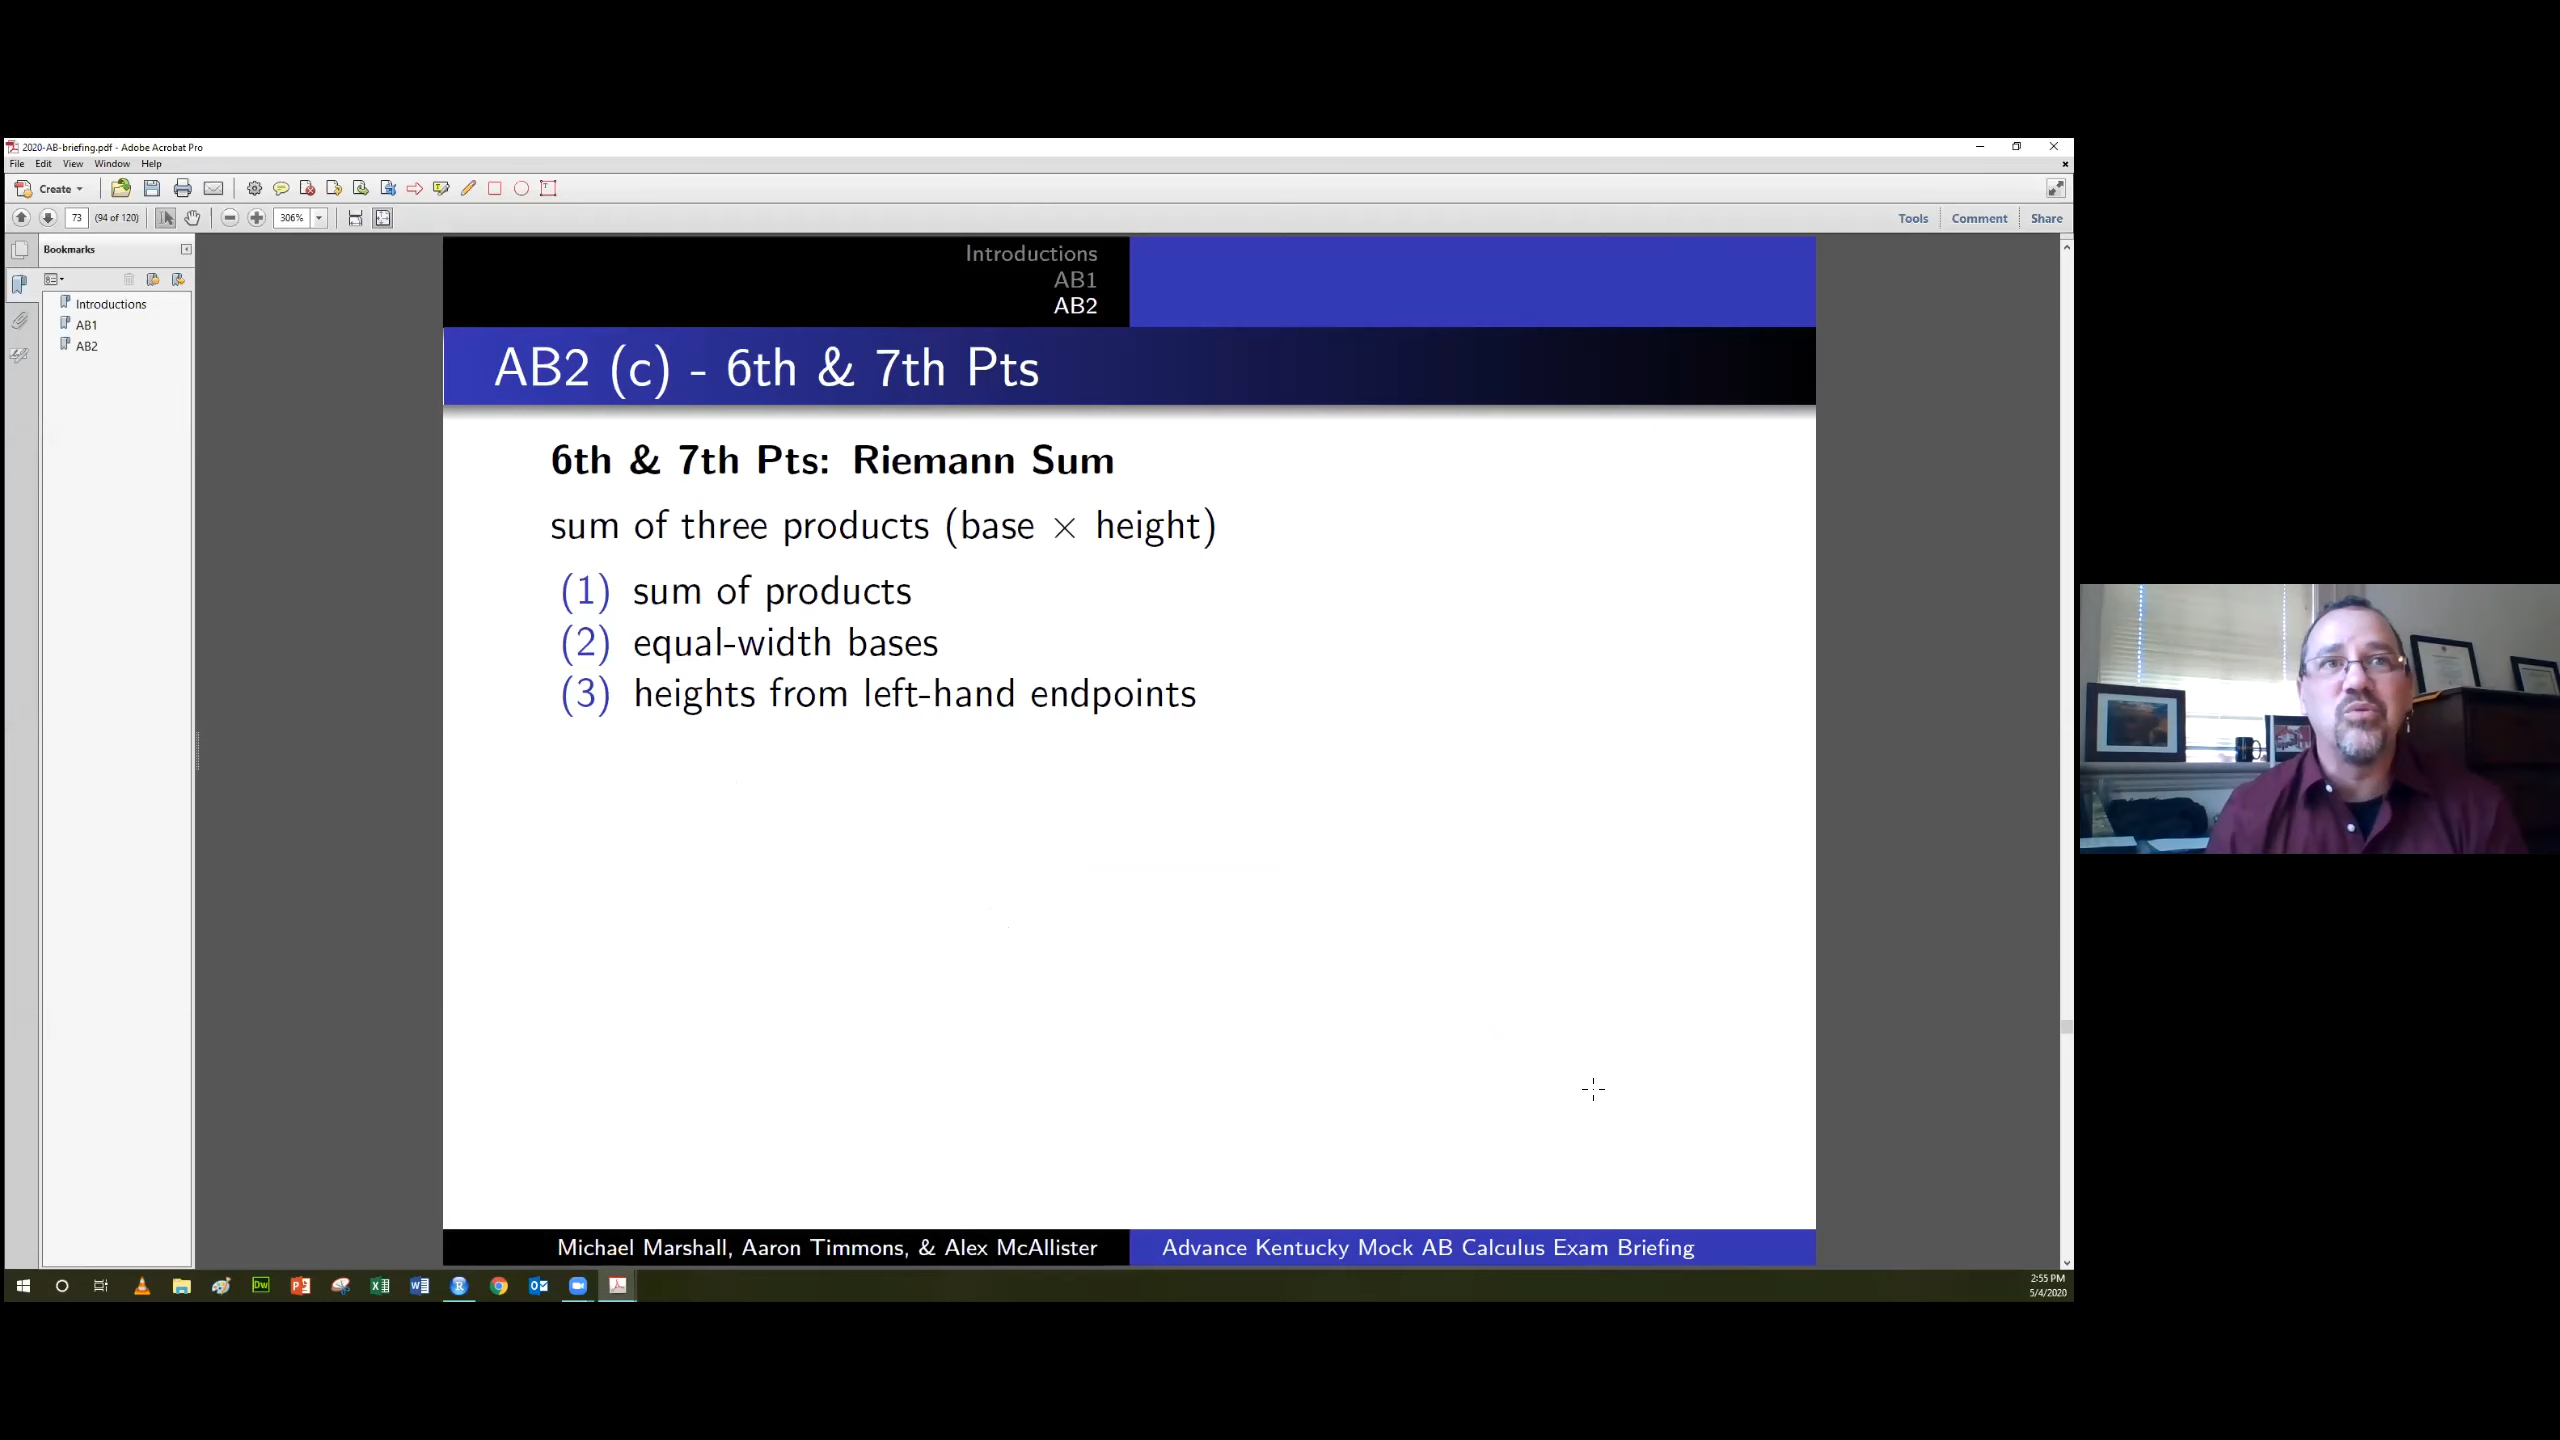 2020-AB-briefing.pdf - Adobe Acrobat Pro
File Edit View Window Help
Create
73 (94 of 120) 306% Tools Comment Share
Bookmarks
Introductions
AB1
AB2
Introductions
AB1
AB2
AB2 (c) - 6th & 7th Pts
6th & 7th Pts: Riemann Sum
sum of three products (base × height)
(1) sum of products
(2) equal-width bases
(3) heights from left-hand endpoints
Michael Marshall, Aaron Timmons, & Alex McAllister Advance Kentucky Mock AB Calculus Exam Briefing
2:55 PM
5/4/2020